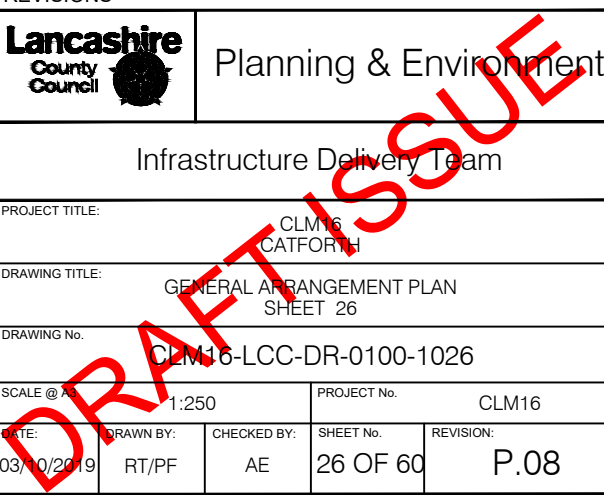 REVISIONS
Lancashire
County
Council
Planning & Environment
Infrastructure Delivery Team
PROJECT TITLE:
CLM16
CATFORTH
DRAWING TITLE:
GENERAL ARRANGEMENT PLAN
SHEET 26
DRAWING No.
CLM16-LCC-DR-0100-1026
SCALE @ A3
1:250
PROJECT No.
CLM16
DATE:
03/10/2019
DRAWN BY:
RT/PF
CHECKED BY:
AE
SHEET No.
26 OF 60
REVISION:
P.08
DRAFT ISSUE